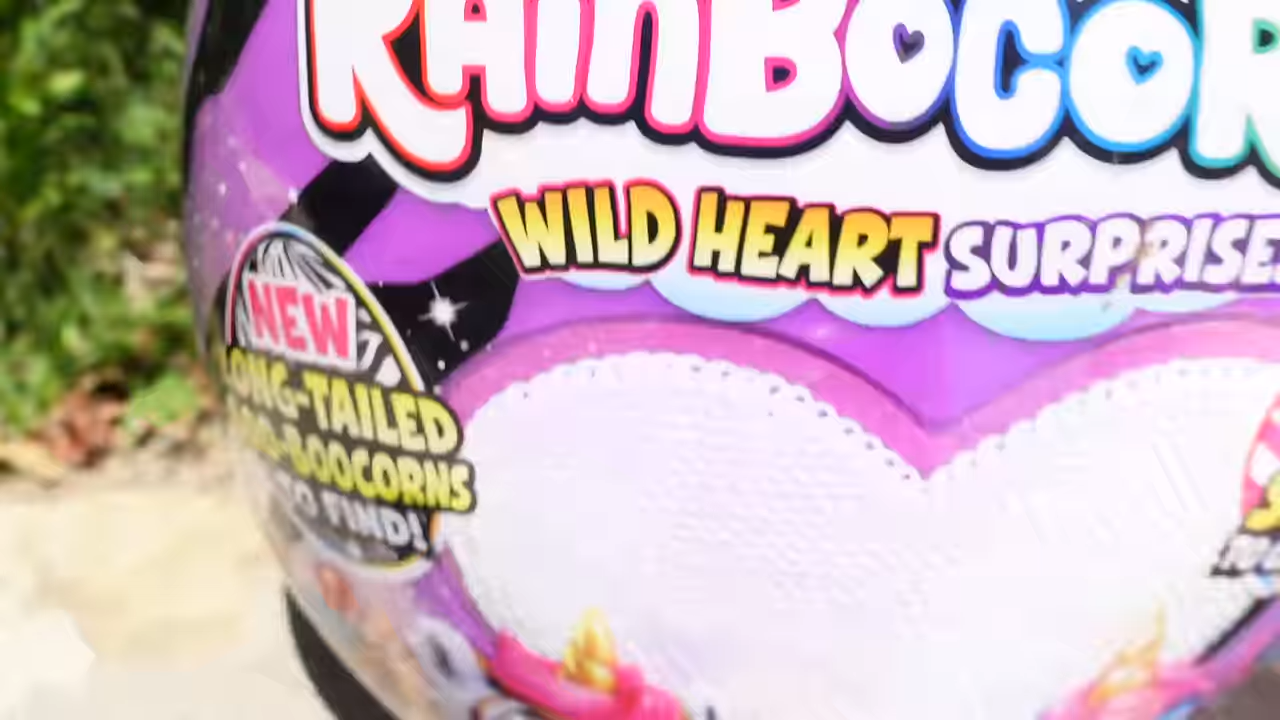 RAINBOCOR
WILD HEART SURPRISE
NEW
LONG-TAILED
BOOCORNS
TO FIND!